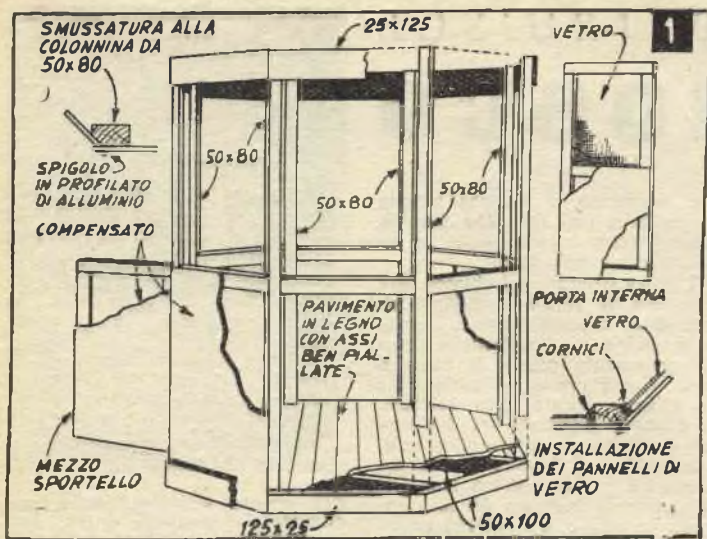 SMUSSATURA ALLA
COLONNINA DA
50x80
25x125
VETRO
1
SPIGOLO
IN PROFILATO
DI ALLUMINIO
COMPENSATO
50x80
50x80
50x80
PORTA INTERNA
VETRO
CORNICI
PAVIMENTO
IN LEGNO
CON ASSI
BEN PIAL-
LATE
INSTALLAZIONE
DEI PANNELLI DI
VETRO
MEZZO
SPORTELLO
125x25
50x100